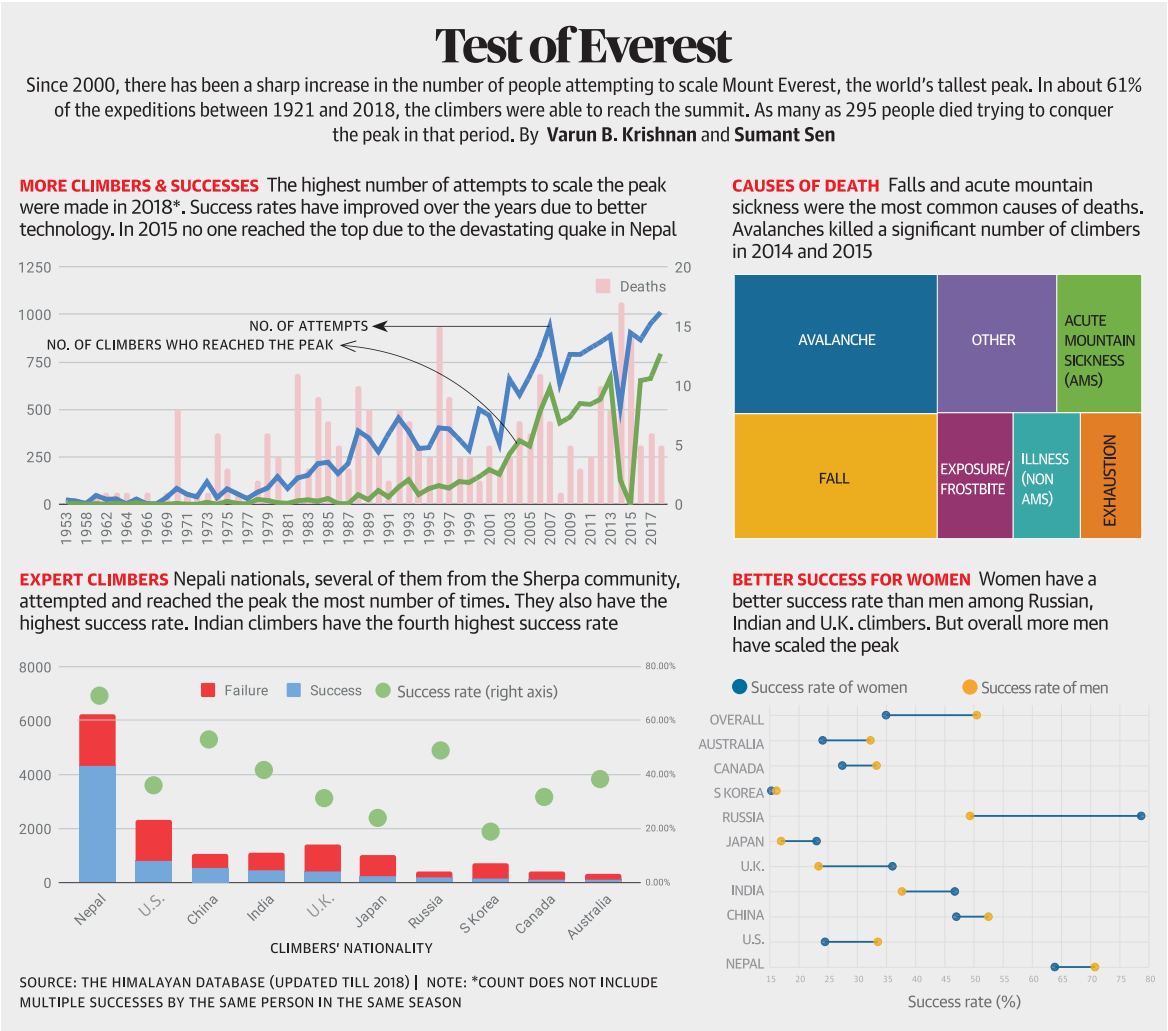 Test of Everest
Since 2000, there has been a sharp increase in the number of people attempting to scale Mount Everest, the world's tallest peak. In about 61%
of the expeditions between 1921 and 2018, the climbers were able to reach the summit. As many as 295 people died trying to conquer
the peak in that period. By Varun B. Krishnan and Sumant Sen
MORE CLIMBERS & SUCCESSES The highest number of attempts to scale the peak
were made in 2018*. Success rates have improved over the years due to better
technology. In 2015 no one reached the top due to the devastating quake in Nepal
1250
1000
750
500
250
0
20
15
10
5
0
Deaths
NO. OF ATTEMPTS
NO. OF CLIMBERS WHO REACHED THE PEAK
1953
1958
1962
1964
1966
1969
1971
1973
1975
1977
1979
1981
1983
1985
1987
1989
1991
1993
1995
1997
1999
2001
2003
2005
2007
2009
2011
2013
2015
2017
CAUSES OF DEATH Falls and acute mountain
sickness were the most common causes of deaths.
Avalanches killed a significant number of climbers
in 2014 and 2015
AVALANCHE
OTHER
ACUTE
MOUNTAIN
SICKNESS
(AMS)
FALL
EXPOSURE/
FROSTBITE
ILLNESS
(NON
AMS)
EXHAUSTION
EXPERT CLIMBERS Nepali nationals, several of them from the Sherpa community,
attempted and reached the peak the most number of times. They also have the
highest success rate. Indian climbers have the fourth highest success rate
8000
6000
4000
2000
0
80.00%
60.00%
40.00%
20.00%
0.00%
Failure
Success
Success rate (right axis)
Nepal
U.S.
China
India
U.K.
Japan
Russia
S Korea
Canada
Australia
CLIMBERS' NATIONALITY
BETTER SUCCESS FOR WOMEN Women have a
better success rate than men among Russian,
Indian and U.K. climbers. But overall more men
have scaled the peak
Success rate of women
Success rate of men
OVERALL
AUSTRALIA
CANADA
S KOREA
RUSSIA
JAPAN
U.K.
INDIA
CHINA
U.S.
NEPAL
15 20 25 30 35 40 45 50 55 60 65 70 75 80
Success rate (%)
SOURCE: THE HIMALAYAN DATABASE (UPDATED TILL 2018) | NOTE: *COUNT DOES NOT INCLUDE
MULTIPLE SUCCESSES BY THE SAME PERSON IN THE SAME SEASON